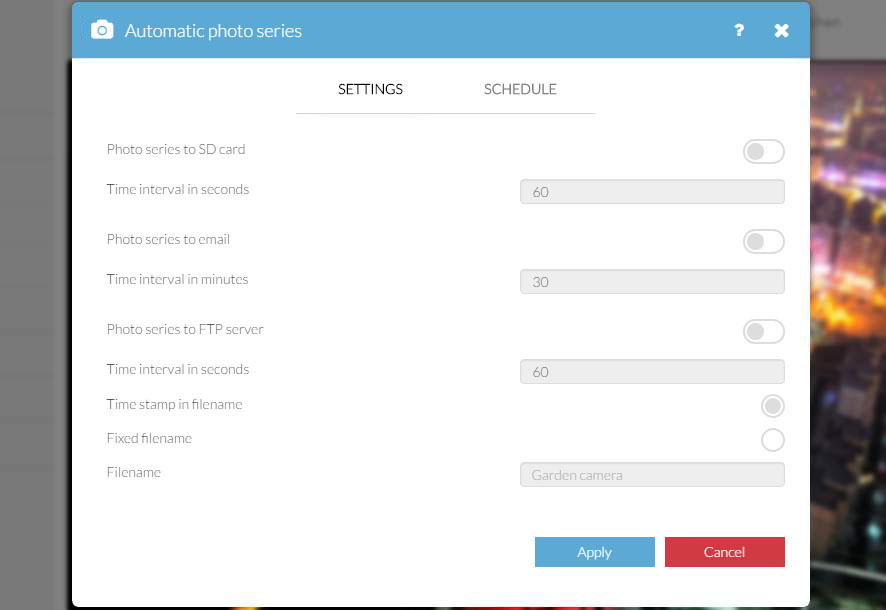 Automatic photo series ?
SETTINGS SCHEDULE
Photo series to SD card
Time interval in seconds 60
Photo series to email
Time interval in minutes 30
Photo series to FTP server
Time interval in seconds 60
Time stamp in filename
Fixed filename
Filename Garden camera
Apply Cancel